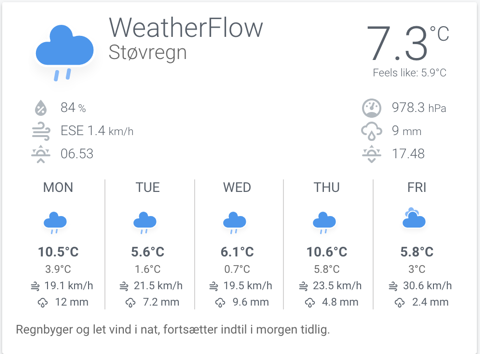 WeatherFlow
Støvregn
7.3 °C
Feels like: 5.9°C
84 %
978.3 hPa
ESE 1.4 km/h
9 mm
06.53
17.48
MON TUE WED THU FRI
10.5°C 5.6°C 6.1°C 10.6°C 5.8°C
3.9°C 1.6°C 0.7°C 5.8°C 3°C
19.1 km/h 21.5 km/h 19.5 km/h 23.5 km/h 30.6 km/h
12 mm 7.2 mm 9.6 mm 4.8 mm 2.4 mm
Regnbyger og let vind i nat, fortsætter indtil i morgen tidlig.